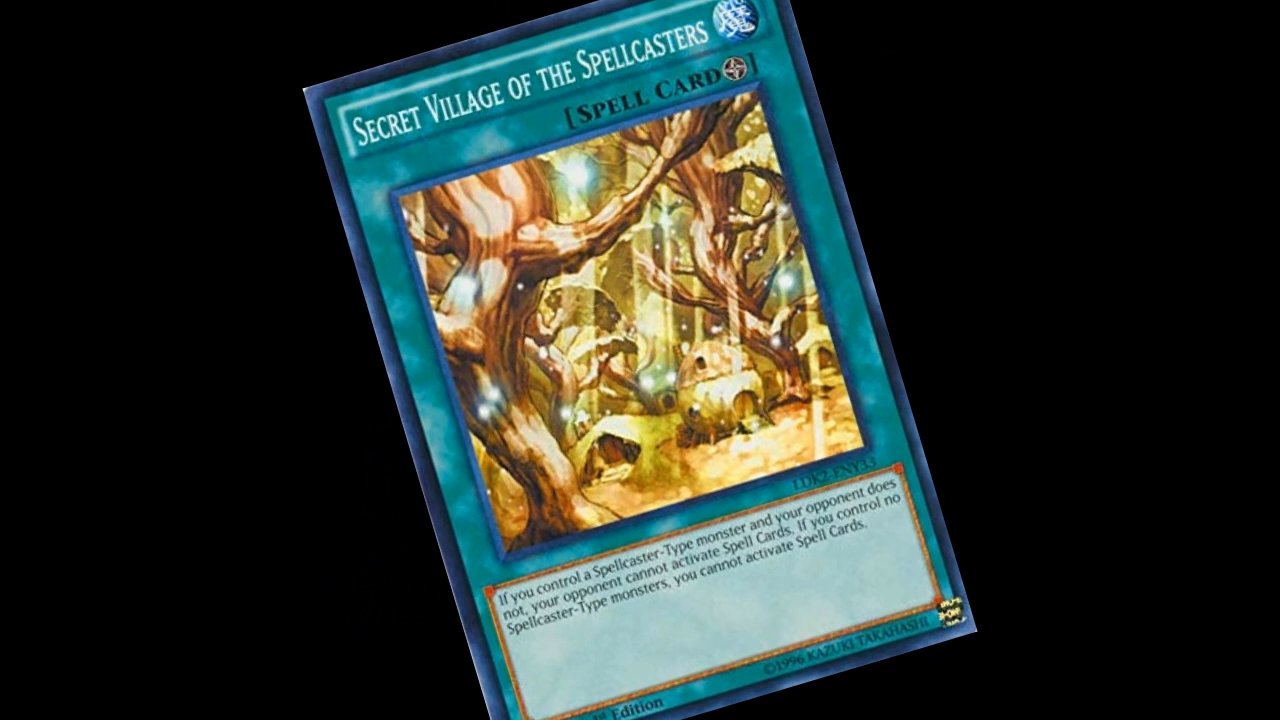 SECRET VILLAGE OF THE SPELLCASTERS
魔
[SPELL CARD]
LDK2-ENY33
If you control a Spellcaster-Type monster and your opponent does
not, your opponent cannot activate Spell Cards. If you control no
Spellcaster-Type monsters, you cannot activate Spell Cards.
Edition
©1996 KAZUKI TAKAHASHI